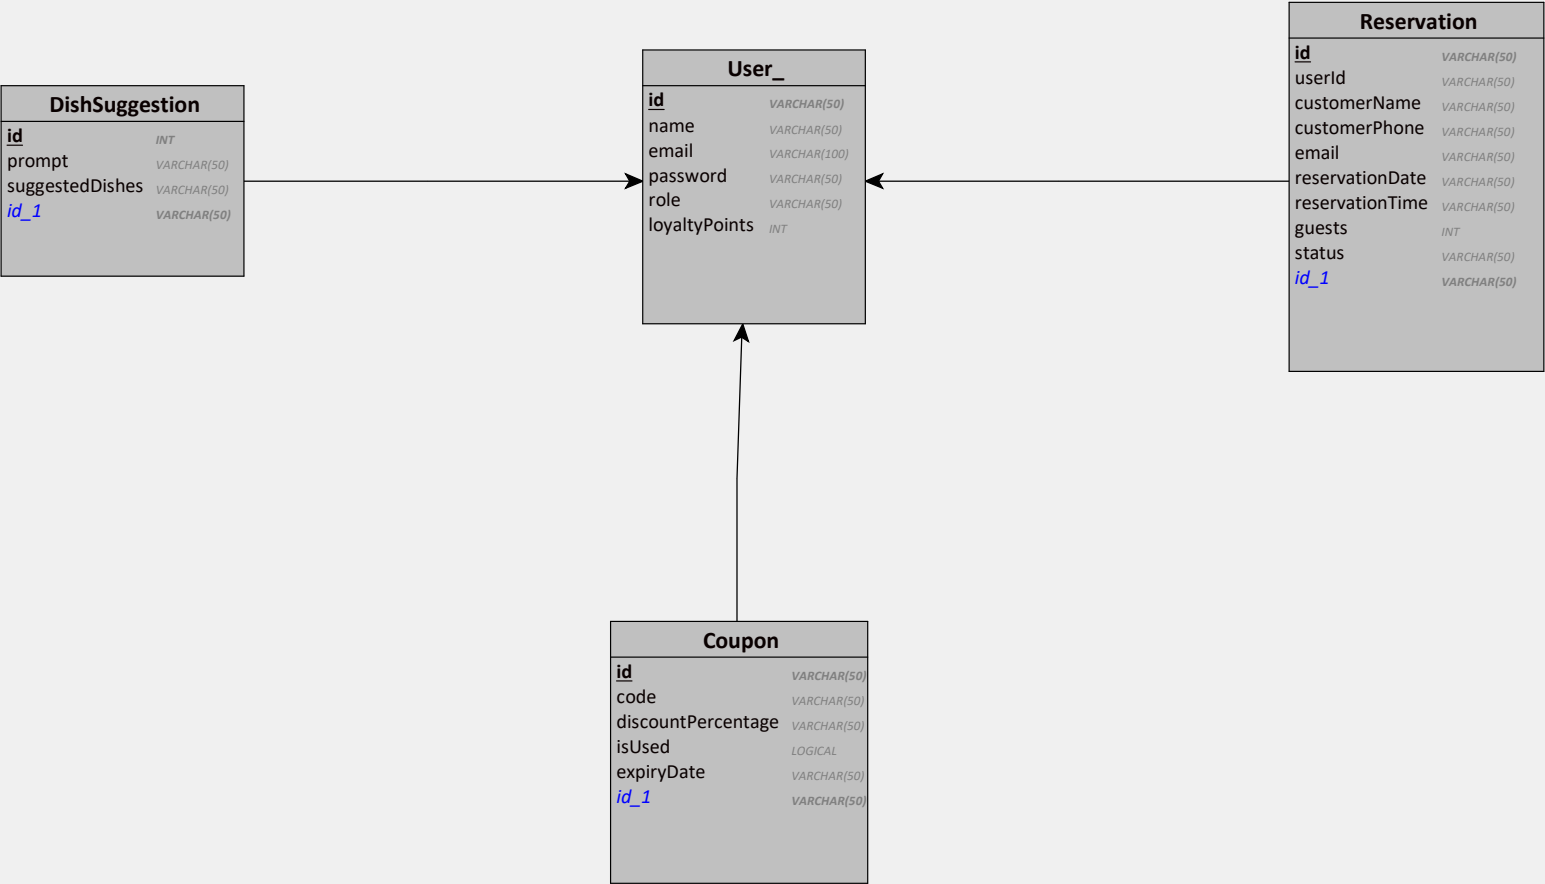 DishSuggestion
id INT
prompt VARCHAR(50)
suggestedDishes VARCHAR(50)
id_1 VARCHAR(50)
User_
id VARCHAR(50)
name VARCHAR(50)
email VARCHAR(100)
password VARCHAR(50)
role VARCHAR(50)
loyaltyPoints INT
Reservation
id VARCHAR(50)
userId VARCHAR(50)
customerName VARCHAR(50)
customerPhone VARCHAR(50)
email VARCHAR(50)
reservationDate VARCHAR(50)
reservationTime VARCHAR(50)
guests INT
status VARCHAR(50)
id_1 VARCHAR(50)
Coupon
id VARCHAR(50)
code VARCHAR(50)
discountPercentage VARCHAR(50)
isUsed LOGICAL
expiryDate VARCHAR(50)
id_1 VARCHAR(50)